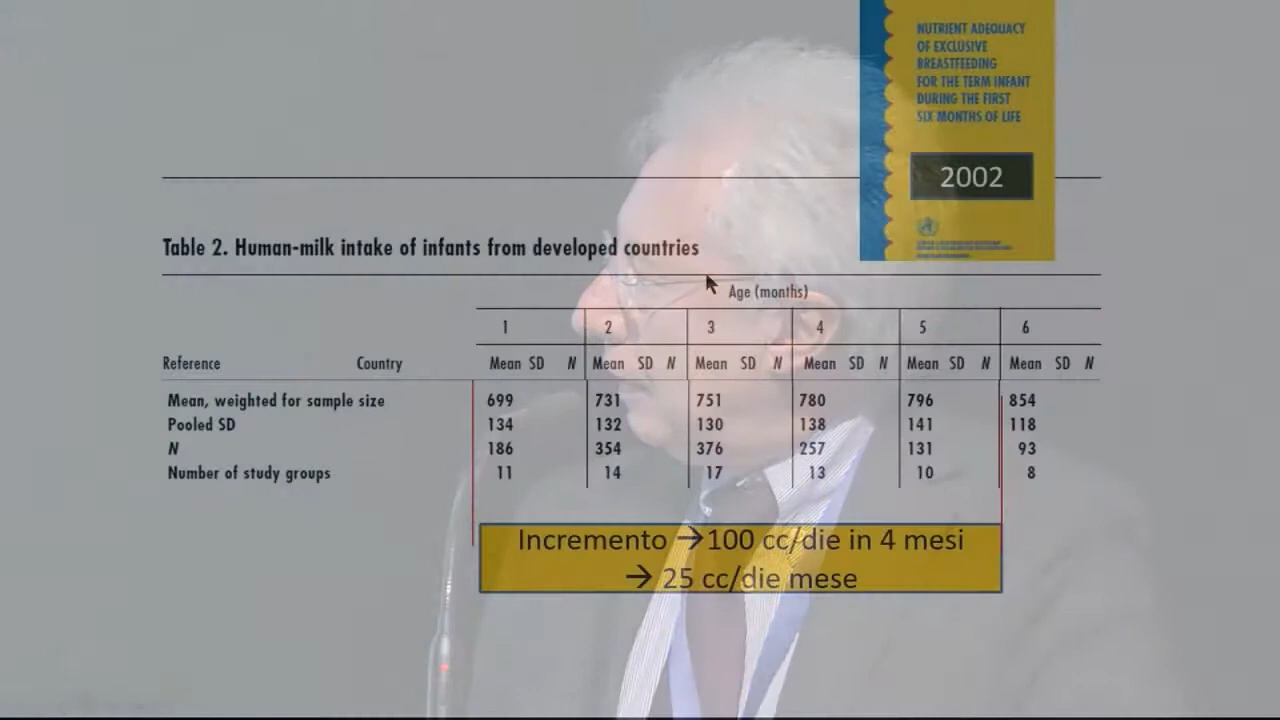 NUTRIENT ADEQUACY
OF EXCLUSIVE
BREASTFEEDING
FOR THE TERM INFANT
DURING THE FIRST
SIX MONTHS OF LIFE
2002
Table 2. Human-milk intake of infants from developed countries
Age (months)
1 2 3 4 5 6
Reference Country Mean SD N Mean SD N Mean SD N Mean SD N Mean SD N Mean SD N
Mean, weighted for sample size 699 731 751 780 796 854
Pooled SD 134 132 130 138 141 118
N 186 354 376 257 131 93
Number of study groups 11 14 17 13 10 8
Incremento → 100 cc/die in 4 mesi
→ 25 cc/die mese